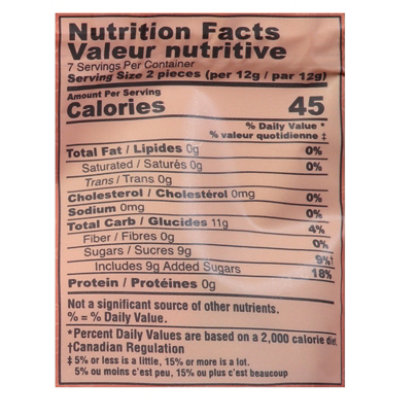 Nutrition Facts
Valeur nutritive
7 Servings Per Container
Serving Size 2 pieces (per 12g / par 12g)
Amount Per Serving
Calories 45
% Daily Value *
% valeur quotidienne ‡
Total Fat / Lipides 0g 0%
Saturated / Saturés 0g 0%
Trans / Trans 0g
Cholesterol / Cholestérol 0mg 0%
Sodium 0mg 0%
Total Carb / Glucides 11g 4%
Fiber / Fibres 0g 0%
Sugars / Sucres 9g 9%†
Includes 9g Added Sugars 18%
Protein / Protéines 0g
Not a significant source of other nutrients.
% = % Daily Value.
*Percent Daily Values are based on a 2,000 calorie diet.
†Canadian Regulation
‡ 5% or less is a little, 15% or more is a lot.
5% ou moins c'est peu, 15% ou plus c'est beaucoup